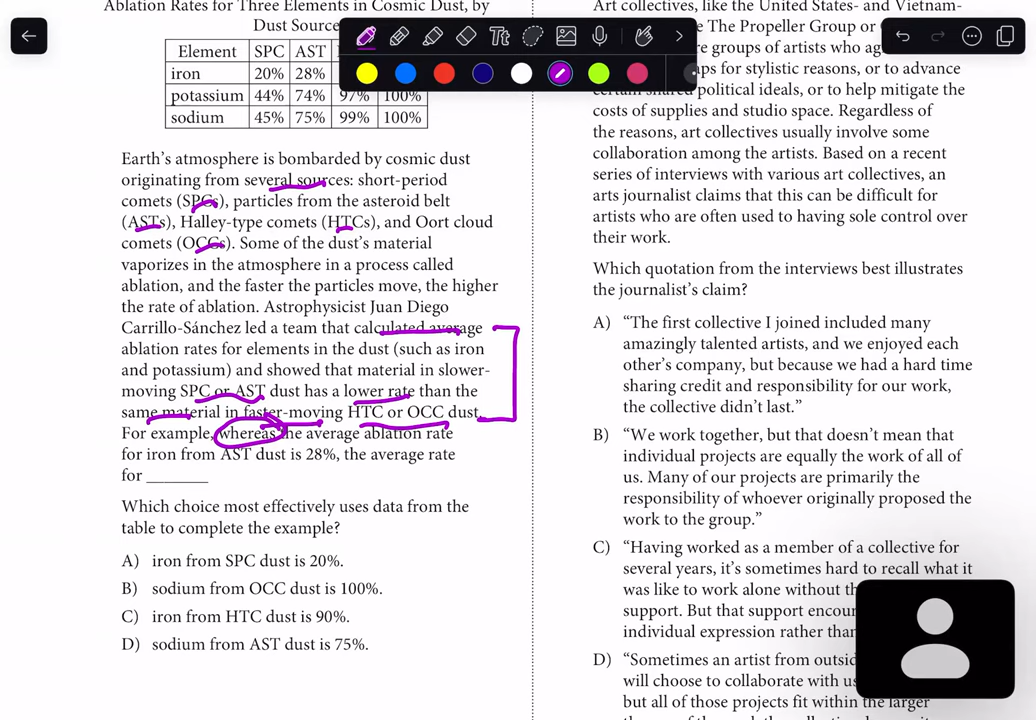 Ablation Rates for Three Elements in Cosmic Dust, by
Dust Source
Element SPC AST
iron 20% 28%
potassium 44% 74% 97% 100%
sodium 45% 75% 99% 100%
Earth's atmosphere is bombarded by cosmic dust
originating from several sources: short-period
comets (SPCs), particles from the asteroid belt
(ASTs), Halley-type comets (HTCs), and Oort cloud
comets (OCCs). Some of the dust's material
vaporizes in the atmosphere in a process called
ablation, and the faster the particles move, the higher
the rate of ablation. Astrophysicist Juan Diego
Carrillo-Sánchez led a team that calculated average
ablation rates for elements in the dust (such as iron
and potassium) and showed that material in slower-
moving SPC or AST dust has a lower rate than the
same material in faster-moving HTC or OCC dust.
For example, whereas the average ablation rate
for iron from AST dust is 28%, the average rate
for ______
Which choice most effectively uses data from the
table to complete the example?
A) iron from SPC dust is 20%.
B) sodium from OCC dust is 100%.
C) iron from HTC dust is 90%.
D) sodium from AST dust is 75%.
Tt
Art collectives, like the United States- and Vietnam-
The Propeller Group or
groups of artists who
for stylistic reasons, or to advance
certain shared political ideals, or to help mitigate the
costs of supplies and studio space. Regardless of
the reasons, art collectives usually involve some
collaboration among the artists. Based on a recent
series of interviews with various art collectives, an
arts journalist claims that this can be difficult for
artists who are often used to having sole control over
their work.
Which quotation from the interviews best illustrates
the journalist's claim?
A) "The first collective I joined included many
amazingly talented artists, and we enjoyed each
other's company, but because we had a hard time
sharing credit and responsibility for our work,
the collective didn't last."
B) "We work together, but that doesn't mean that
individual projects are equally the work of all of
us. Many of our projects are primarily the
responsibility of whoever originally proposed the
work to the group."
C) "Having worked as a member of a collective for
several years, it's sometimes hard to recall what it
was like to work alone without
support. But that support
individual expression rather
D) "Sometimes an artist from
will choose to collaborate with
but all of those projects fit within the larger